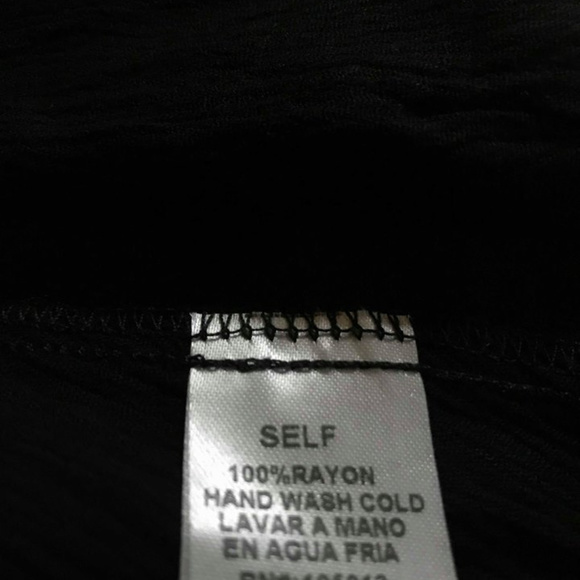 SELF
100%RAYON
HAND WASH COLD
LAVAR A MANO
EN AGUA FRIA